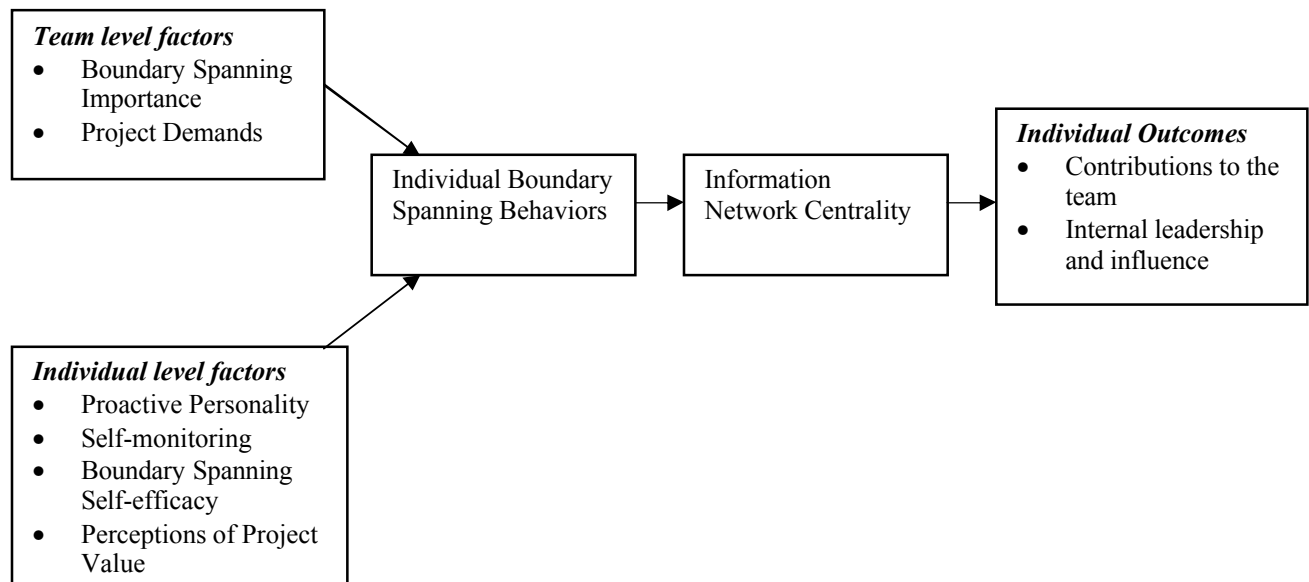 Team level factors
• Boundary Spanning
Importance
• Project Demands
Individual Boundary
Spanning Behaviors
Information
Network Centrality
Individual Outcomes
• Contributions to the
team
• Internal leadership
and influence
Individual level factors
• Proactive Personality
• Self-monitoring
• Boundary Spanning
Self-efficacy
• Perceptions of Project
Value